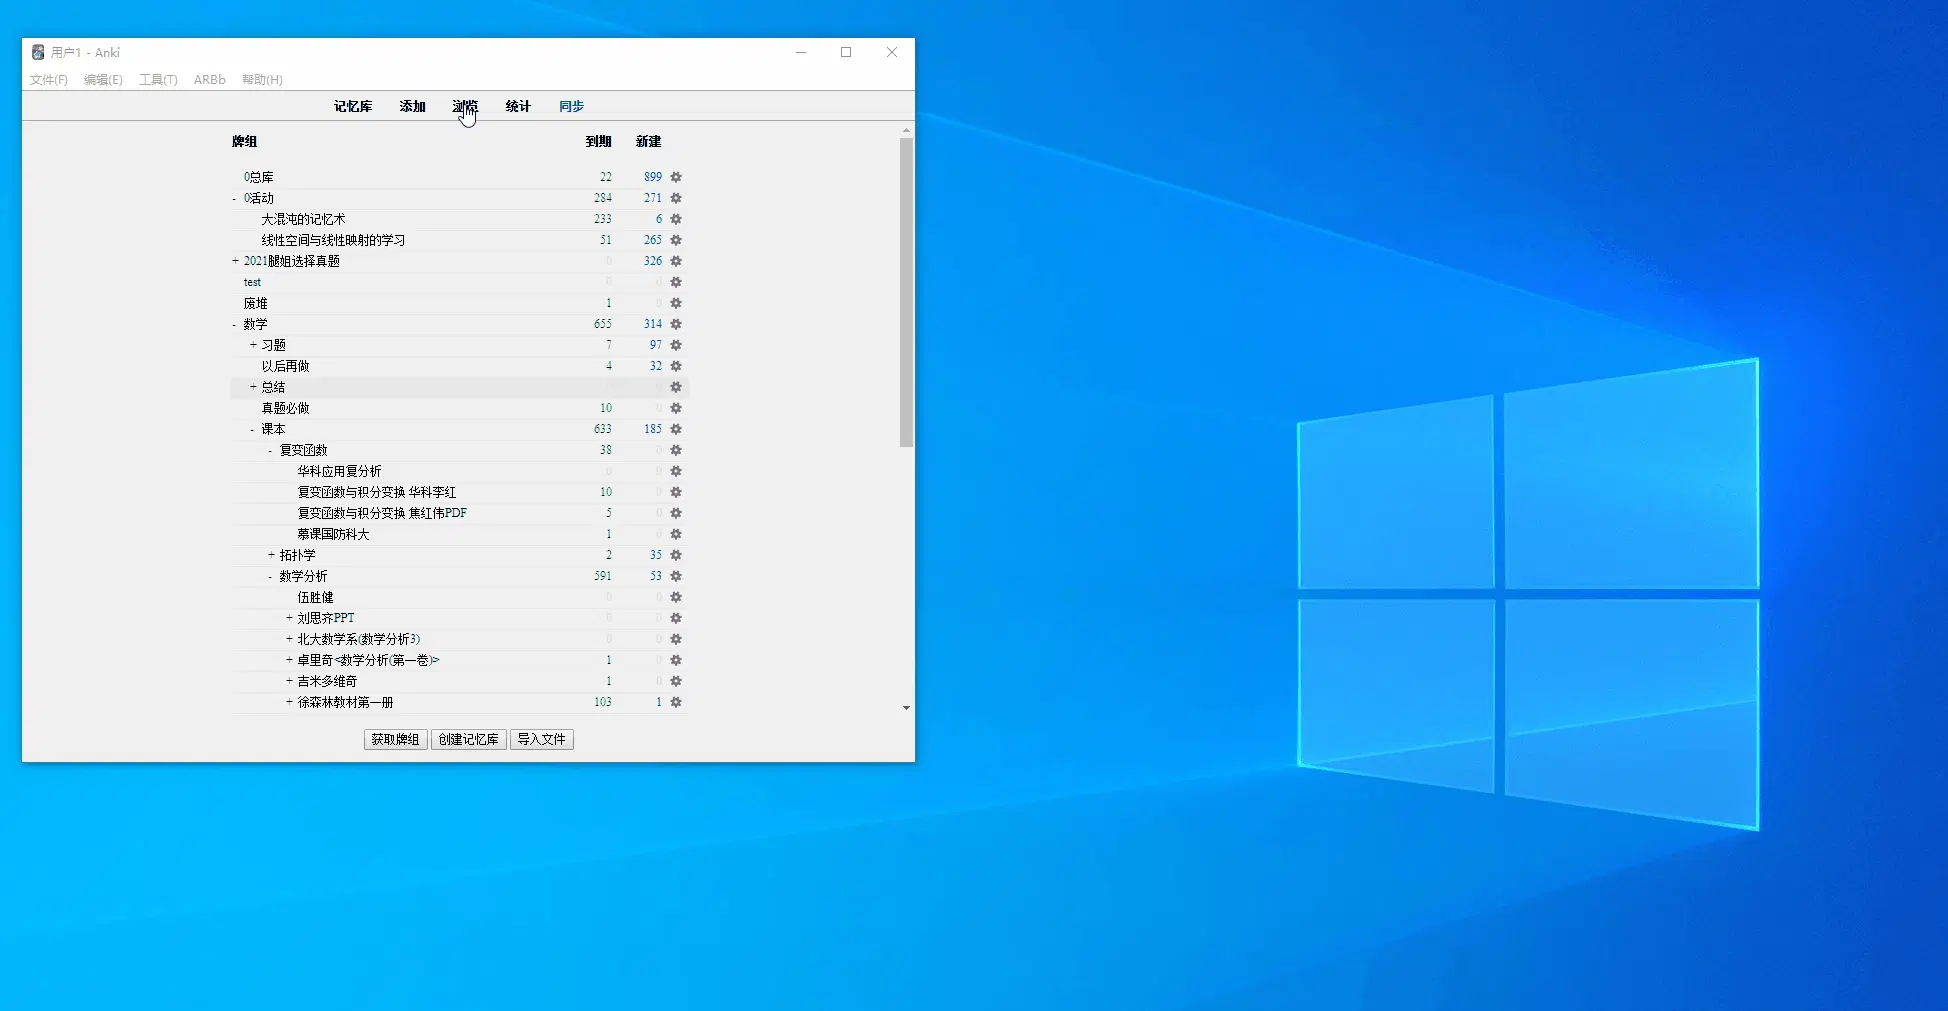 用户1 - Anki
文件(F) 编辑(E) 工具(T) ARBb 帮助(H)
记忆库 添加 浏览 统计 同步
牌组 到期 新建
0总库 22 899
- 0活动 284 271
大混沌的记忆术 233 6
线性空间与线性映射的学习 51 265
+ 2021腿姐选择真题 0 326
test 0 0
废堆 1 0
- 数学 655 314
+ 习题 7 97
以后再做 4 32
+ 总结 0
真题必做 10 0
- 课本 633 185
- 复变函数 38 0
华科应用复分析 0 0
复变函数与积分变换 华科李红 10 0
复变函数与积分变换 焦红伟PDF 5 0
慕课国防科大 1 0
+ 拓扑学 2 35
- 数学分析 591 53
伍胜健 0 0
+ 刘思齐PPT 0 0
+ 北大数学系(数学分析3) 0 0
+ 卓里奇<数学分析(第一卷)> 1 0
+ 吉米多维奇 1 0
+ 徐森林教材第一册 103 1
获取牌组 创建记忆库 导入文件